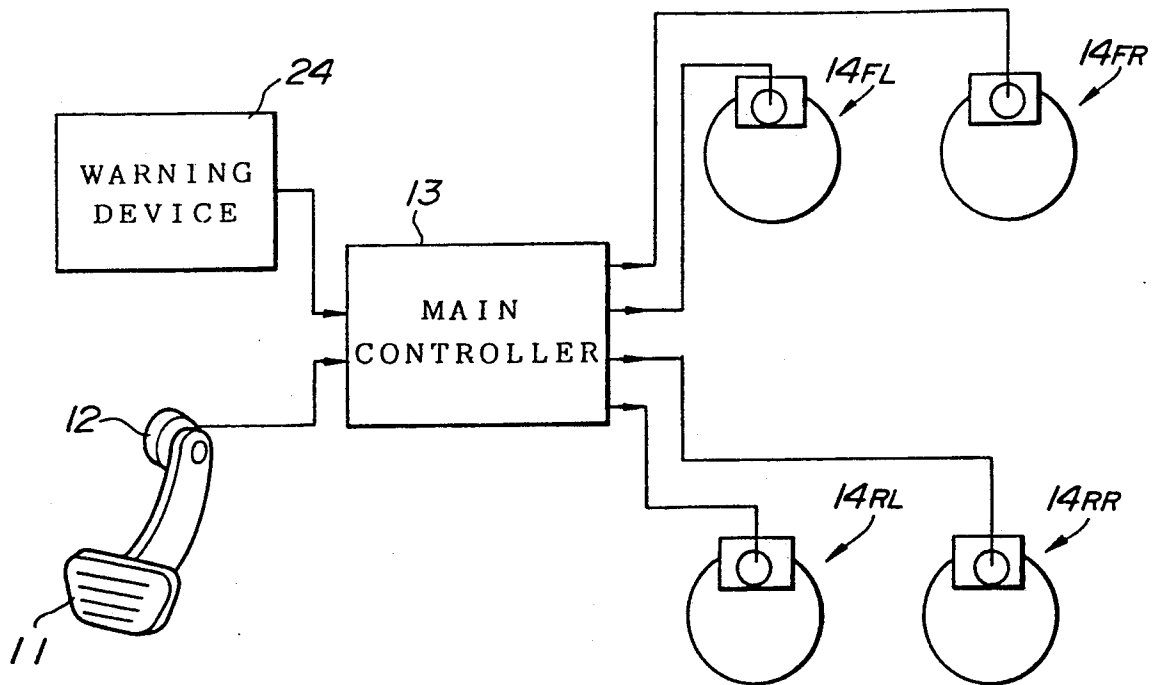 24
WARNING
DEVICE
13
MAIN
CONTROLLER
14FL
14FR
12
11
14RL
14RR